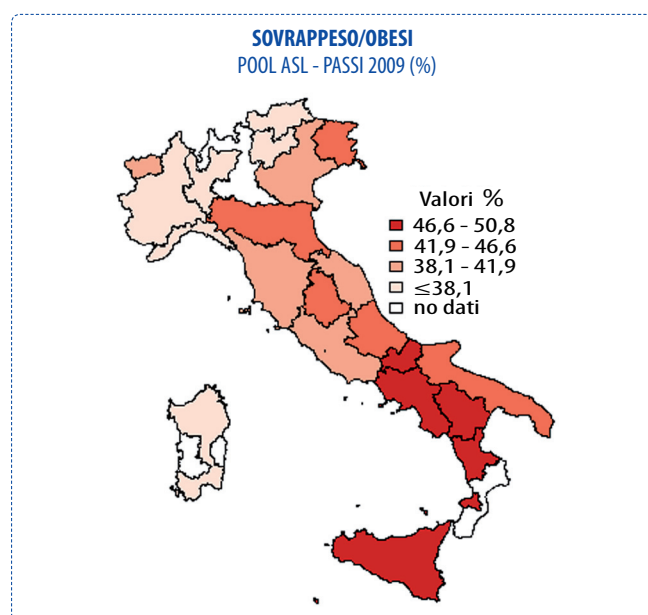 SOVRAPPESO/OBESI
POOL ASL - PASSI 2009 (%)
Valori %
46,6 - 50,8
41,9 - 46,6
38,1 - 41,9
≤38,1
no dati